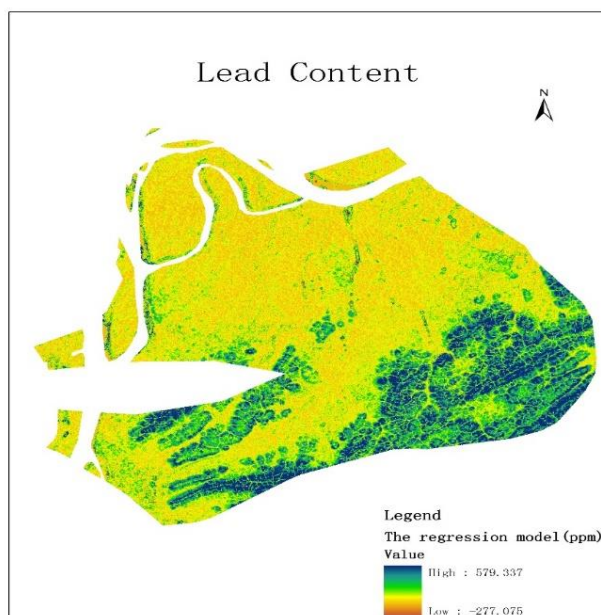 Lead Content
N
Legend
The regression model(ppm)
Value
High : 579.337
Low : -277.075